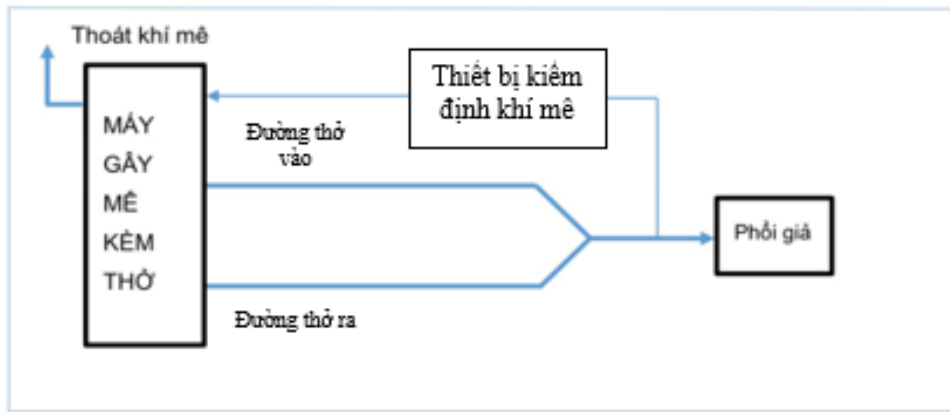 Thoát khí mê
Thiết bị kiểm
định khí mê
MÁY
GÂY
MÊ
KÈM
THỞ
Đường thở
vào
Phổi giả
Đường thở ra